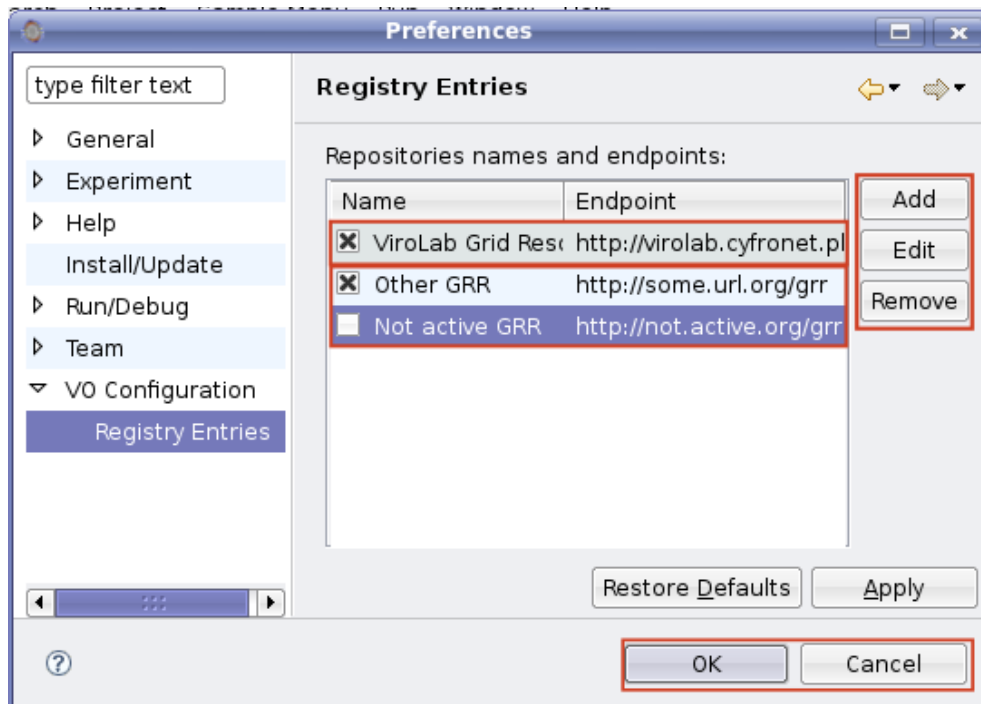 Preferences
type filter text
Registry Entries
General
Experiment
Help
Install/Update
Run/Debug
Team
VO Configuration
Registry Entries
Repositories names and endpoints:
Name Endpoint
ViroLab Grid Reso http://virolab.cyfronet.pl
Other GRR http://some.url.org/grr
Not active GRR http://not.active.org/grr
Add
Edit
Remove
Restore Defaults Apply
OK Cancel